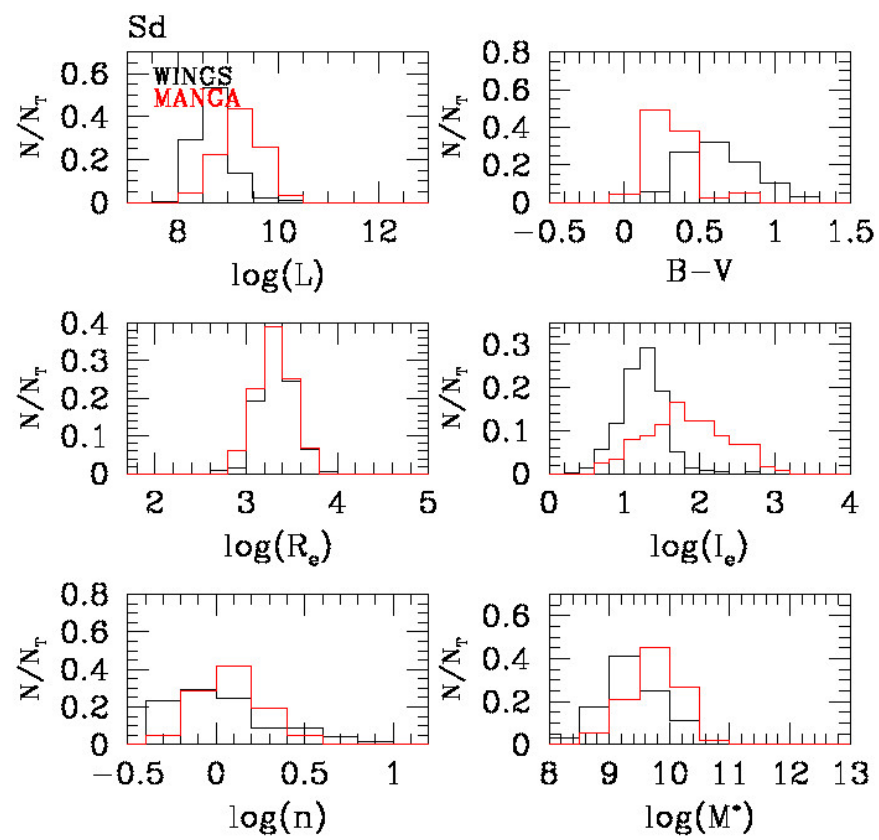 Sd
WINGS
MANGA
N/N_T
0.6
0.4
0.2
0
8 10 12
log(L)
N/N_T
0.8
0.6
0.4
0.2
0
−0.5 0 0.5 1 1.5
B−V
N/N_T
0.4
0.3
0.2
0.1
0
2 3 4 5
log(R_e)
N/N_T
0.3
0.2
0.1
0
0 1 2 3 4
log(I_e)
N/N_T
0.8
0.6
0.4
0.2
0
−0.5 0 0.5 1
log(n)
N/N_T
0.6
0.4
0.2
0
8 9 10 11 12 13
log(M*)